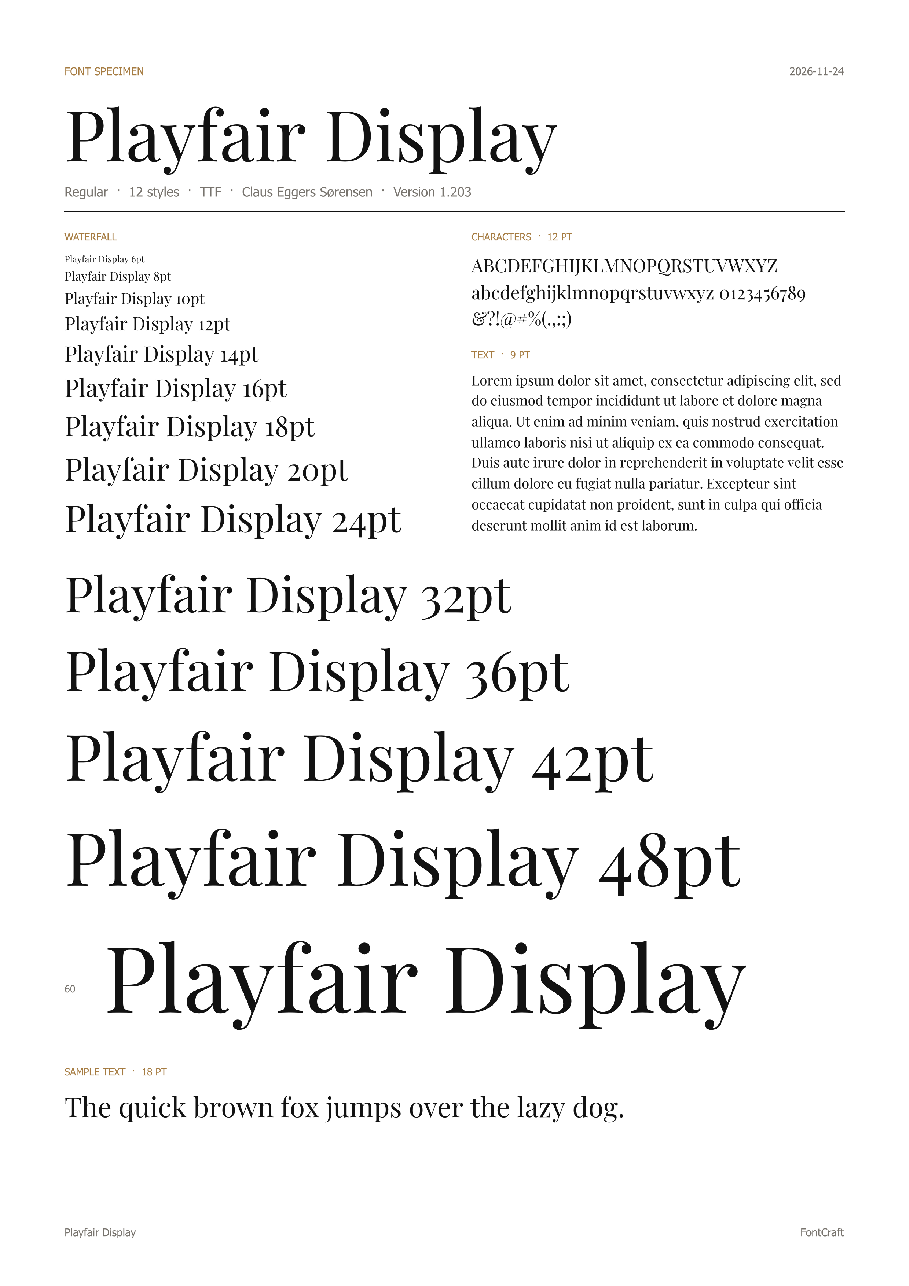 FONT SPECIMEN
2026-11-24
Playfair Display
Regular · 12 styles · TTF · Claus Eggers Sørensen · Version 1.203
WATERFALL
Playfair Display 6pt
Playfair Display 8pt
Playfair Display 10pt
Playfair Display 12pt
Playfair Display 14pt
Playfair Display 16pt
Playfair Display 18pt
Playfair Display 20pt
Playfair Display 24pt
CHARACTERS · 12 PT
ABCDEFGHIJKLMNOPQRSTUVWXYZ
abcdefghijklmnopqrstuvwxyz 0123456789
&?!@#%(.,:;)
TEXT · 9 PT
Lorem ipsum dolor sit amet, consectetur adipiscing elit, sed
do eiusmod tempor incididunt ut labore et dolore magna
aliqua. Ut enim ad minim veniam, quis nostrud exercitation
ullamco laboris nisi ut aliquip ex ea commodo consequat.
Duis aute irure dolor in reprehenderit in voluptate velit esse
cillum dolore eu fugiat nulla pariatur. Excepteur sint
occaecat cupidatat non proident, sunt in culpa qui officia
deserunt mollit anim id est laborum.
Playfair Display 32pt
Playfair Display 36pt
Playfair Display 42pt
Playfair Display 48pt
60 Playfair Display
SAMPLE TEXT · 18 PT
The quick brown fox jumps over the lazy dog.
Playfair Display
FontCraft